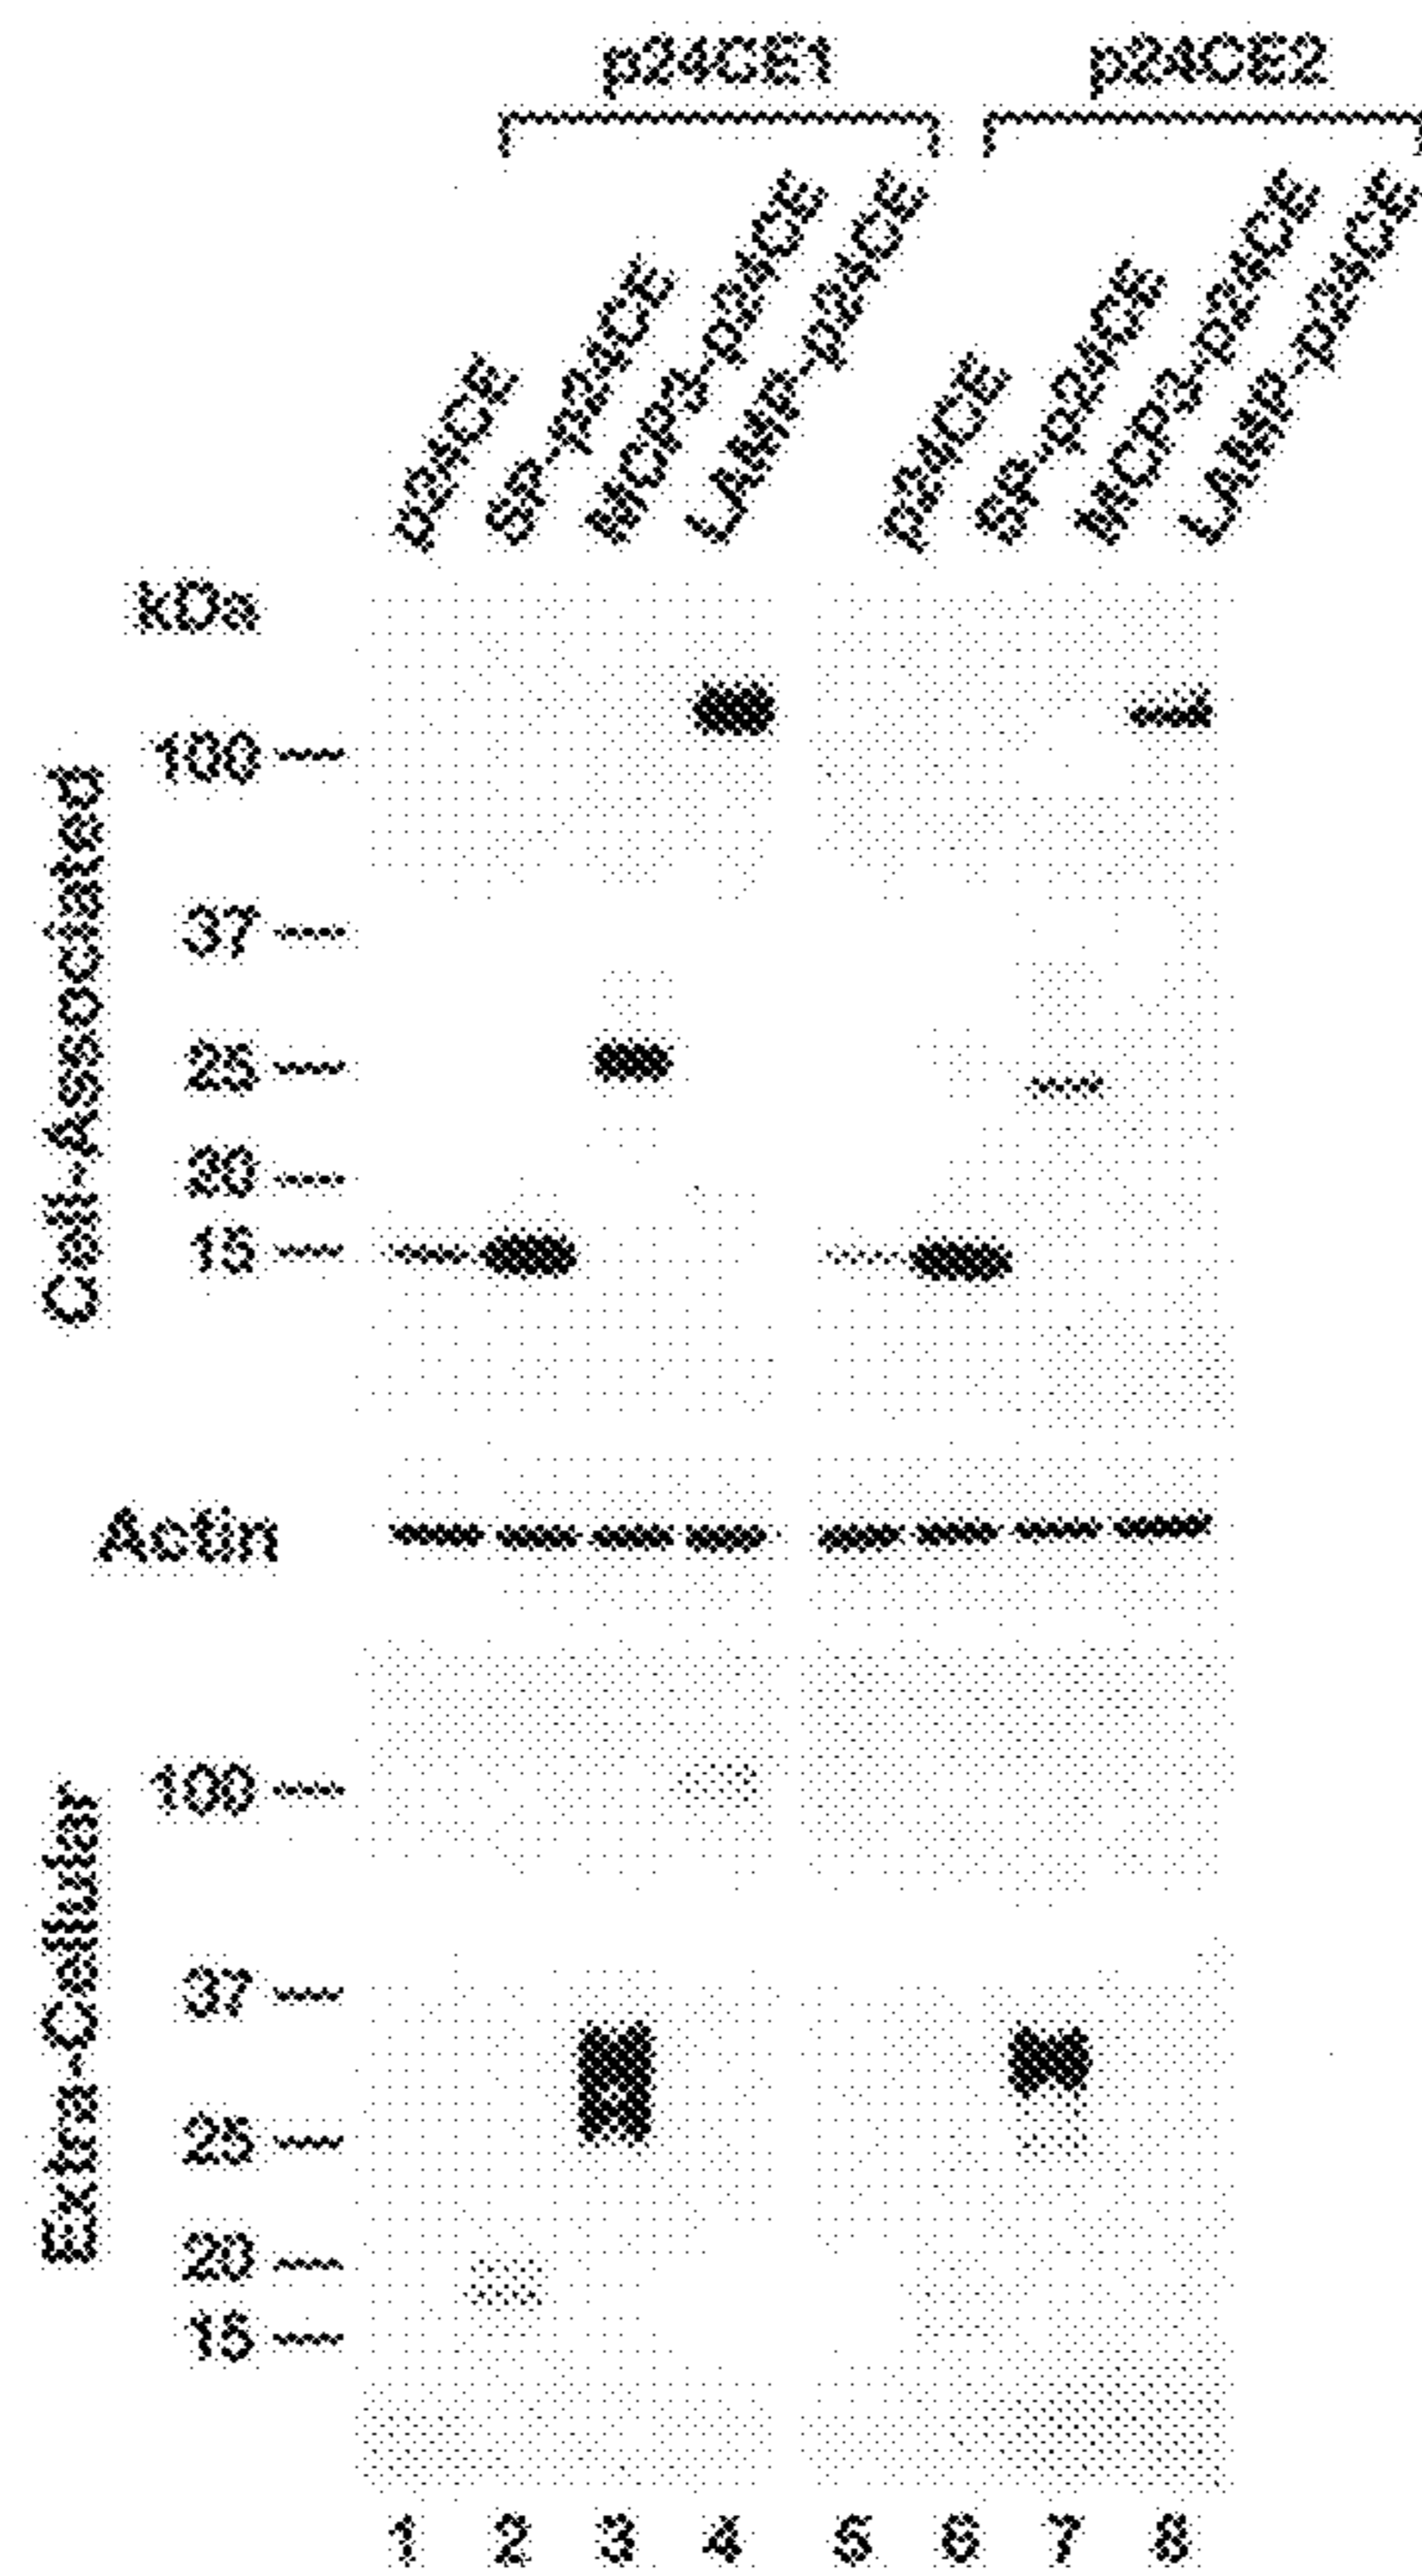 p24CE1 p24CE2
p24CE SP-p24CE MCP3-p24CE LAMP-p24CE p24CE SP-p24CE MCP3-p24CE LAMP-p24CE
kDa
Cell-Associated
100
37
25
20
15
Actin
Extra-Cellular
100
37
25
20
15
1 2 3 4 5 6 7 8